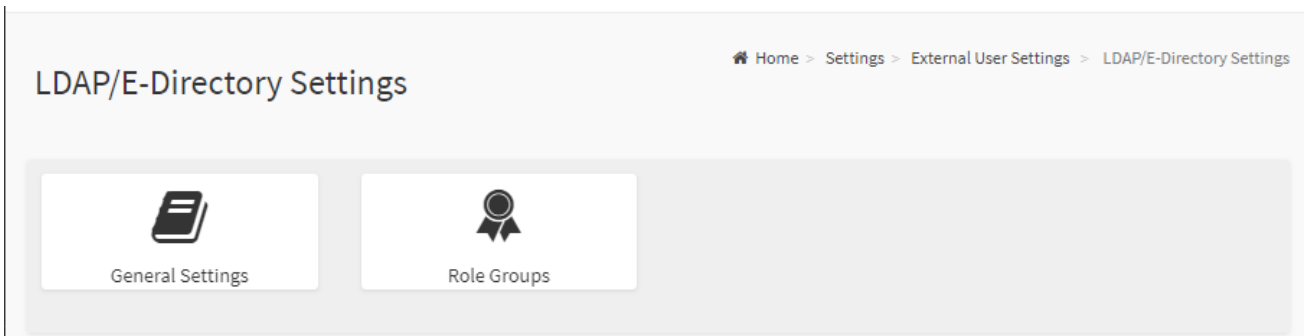 Home > Settings > External User Settings > LDAP/E-Directory Settings
LDAP/E-Directory Settings
General Settings
Role Groups